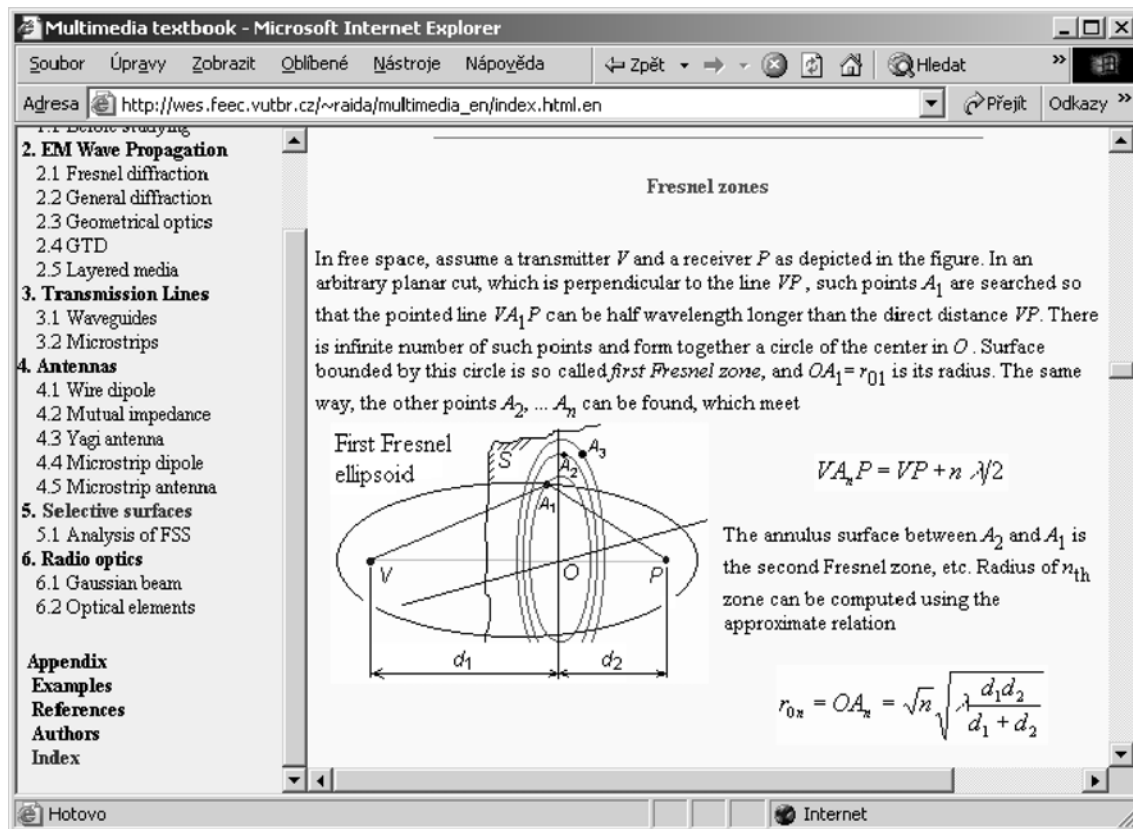 Multimedia textbook - Microsoft Internet Explorer
Soubor Úpravy Zobrazit Oblíbené Nástroje Nápověda Zpět Hledat »
Adresa http://wes.feec.vutbr.cz/~raida/multimedia_en/index.html.en Přejít Odkazy »
1.1 Before studying
2. EM Wave Propagation
2.1 Fresnel diffraction
2.2 General diffraction
2.3 Geometrical optics
2.4 GTD
2.5 Layered media
3. Transmission Lines
3.1 Waveguides
3.2 Microstrips
4. Antennas
4.1 Wire dipole
4.2 Mutual impedance
4.3 Yagi antenna
4.4 Microstrip dipole
4.5 Microstrip antenna
5. Selective surfaces
5.1 Analysis of FSS
6. Radio optics
6.1 Gaussian beam
6.2 Optical elements
Appendix
Examples
References
Authors
Index
Fresnel zones
In free space, assume a transmitter V and a receiver P as depicted in the figure. In an
arbitrary planar cut, which is perpendicular to the line VP , such points A1 are searched so
that the pointed line VA1P can be half wavelength longer than the direct distance VP. There
is infinite number of such points and form together a circle of the center in O . Surface
bounded by this circle is so called first Fresnel zone, and OA1= r01 is its radius. The same
way, the other points A2, ... An can be found, which meet
First Fresnel
ellipsoid
S
A3
A2
A1
V
O
P
d1
d2
VAnP = VP + n λ/2
The annulus surface between A2 and A1 is
the second Fresnel zone, etc. Radius of nth
zone can be computed using the
approximate relation
r0n = OAn = √n √(λ d1d2 / (d1 + d2))
Hotovo
Internet